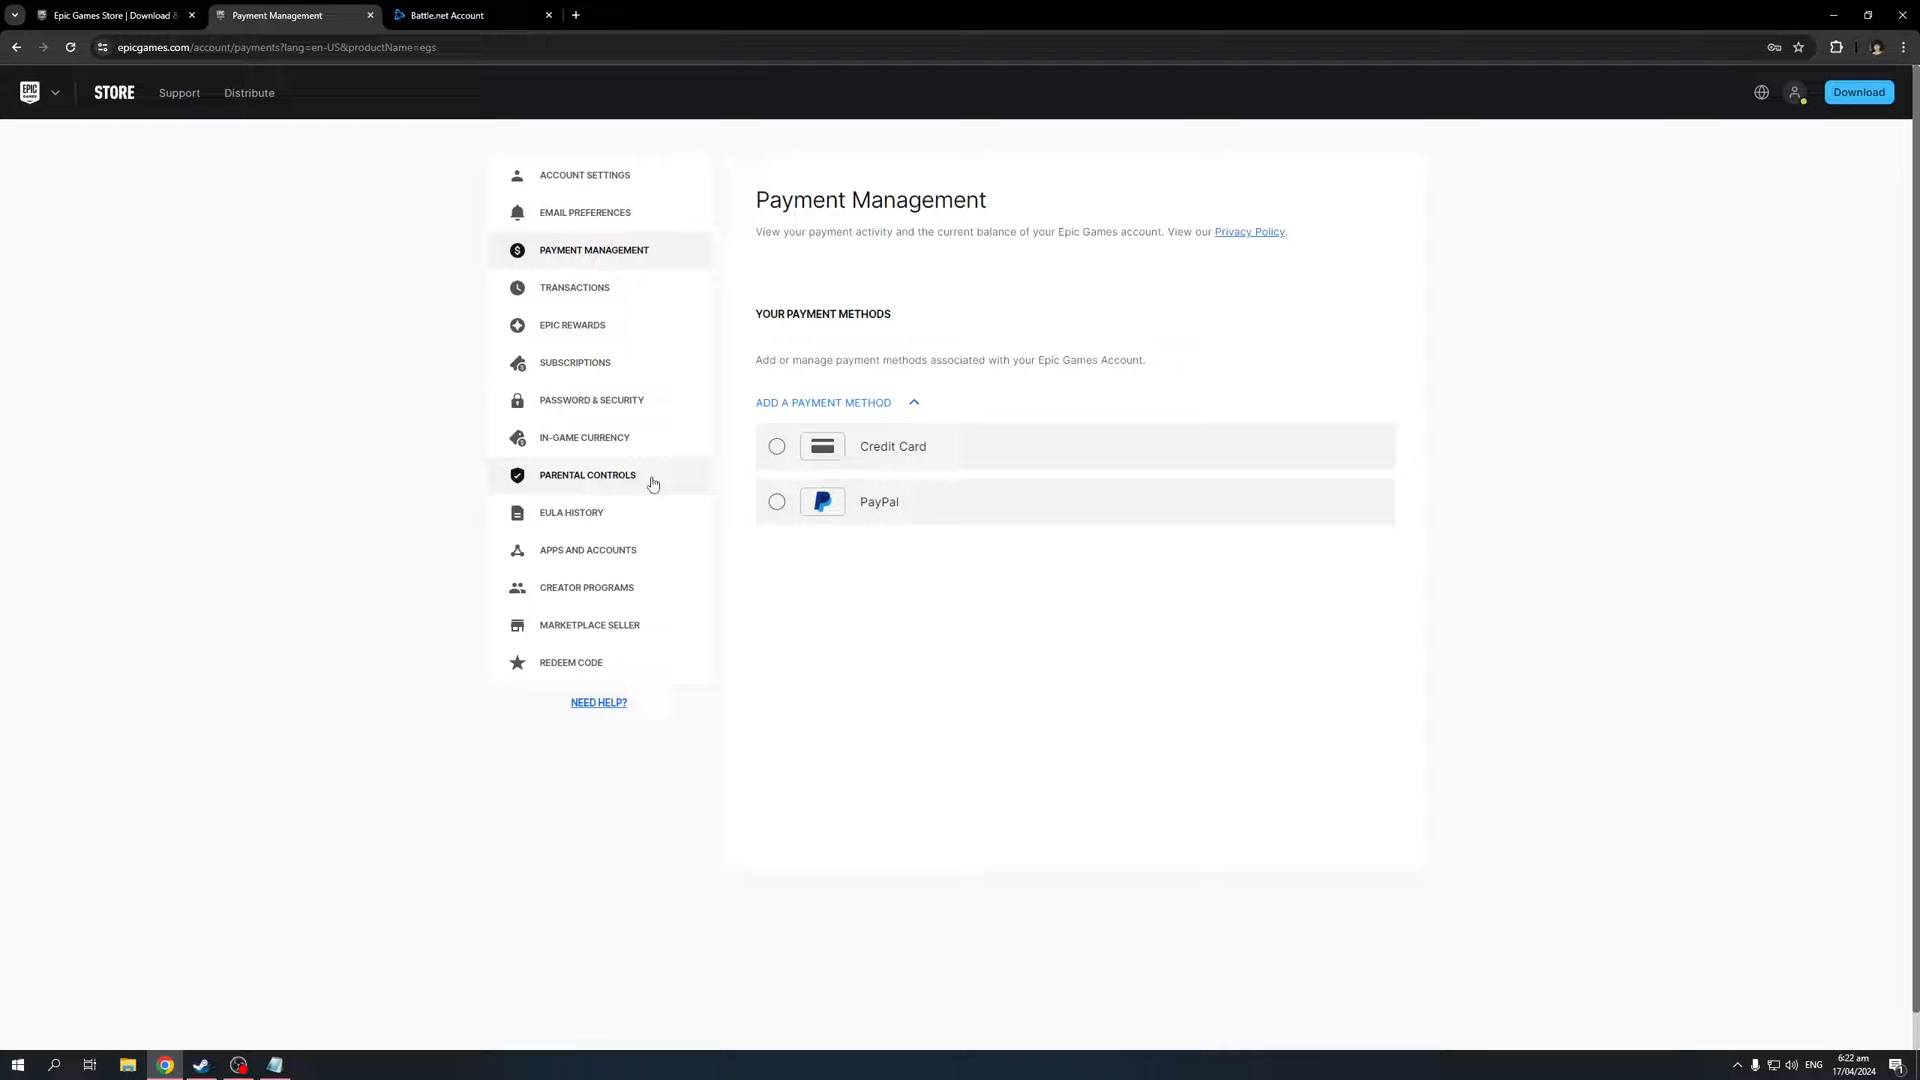 Epic Games Store | Download &
Payment Management
Battle.net Account
epicgames.com/account/payments?lang=en-US&productName=egs
EPIC GAMES
STORE
Support
Distribute
Download
ACCOUNT SETTINGS
EMAIL PREFERENCES
PAYMENT MANAGEMENT
TRANSACTIONS
EPIC REWARDS
SUBSCRIPTIONS
PASSWORD & SECURITY
IN-GAME CURRENCY
PARENTAL CONTROLS
EULA HISTORY
APPS AND ACCOUNTS
CREATOR PROGRAMS
MARKETPLACE SELLER
REDEEM CODE
NEED HELP?
Payment Management
View your payment activity and the current balance of your Epic Games account. View our Privacy Policy.
YOUR PAYMENT METHODS
Add or manage payment methods associated with your Epic Games Account.
ADD A PAYMENT METHOD
Credit Card
PayPal
ENG
6:22 am
17/04/2024